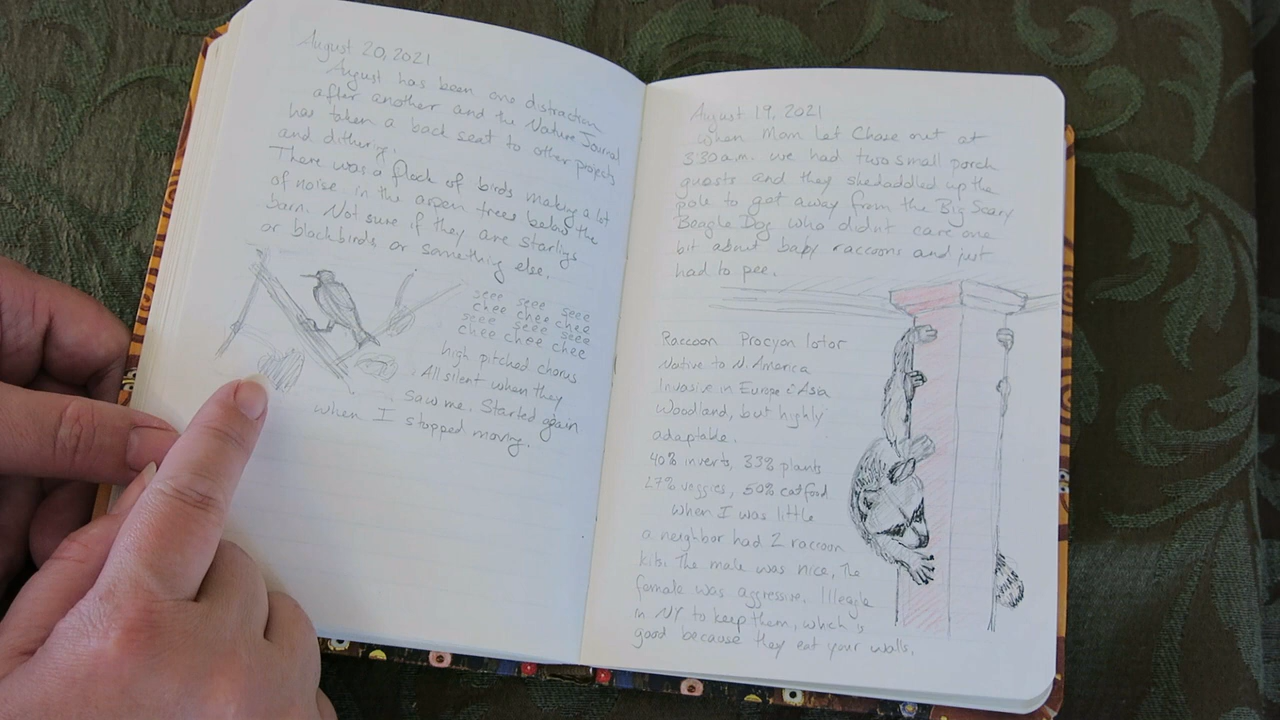 August 20, 2021
August has been one distraction
after another and the Nature Journal
has taken a back seat to other projects
and dithering.
There was a flock of birds making a lot
of noise in the aspen trees below the
barn. Not sure if they are starlings
or blackbirds or something else.
seee seee seee
chee chee chee
seee seee seee
chee chee chee
high pitched chorus
. All silent when they
saw me. Started again
when I stopped moving.
August 19, 2021
When Mom let Chase out at
3:30 a.m. we had two small porch
guests and they skedaddled up the
pole to get away from the Big Scary
Beagle Dog who didn't care one
bit about baby raccoons and just
had to pee.
Raccoon Procyon lotor
Native to N. America
Invasive in Europe & Asia
Woodland, but highly
adaptable.
40% inverts, 33% plants
27% veggies, 50% catfood
When I was little
a neighbor had 2 raccoon
kits. The male was nice, the
female was aggressive. Illeagle
in NY to keep them, which is
good because they eat your walls.